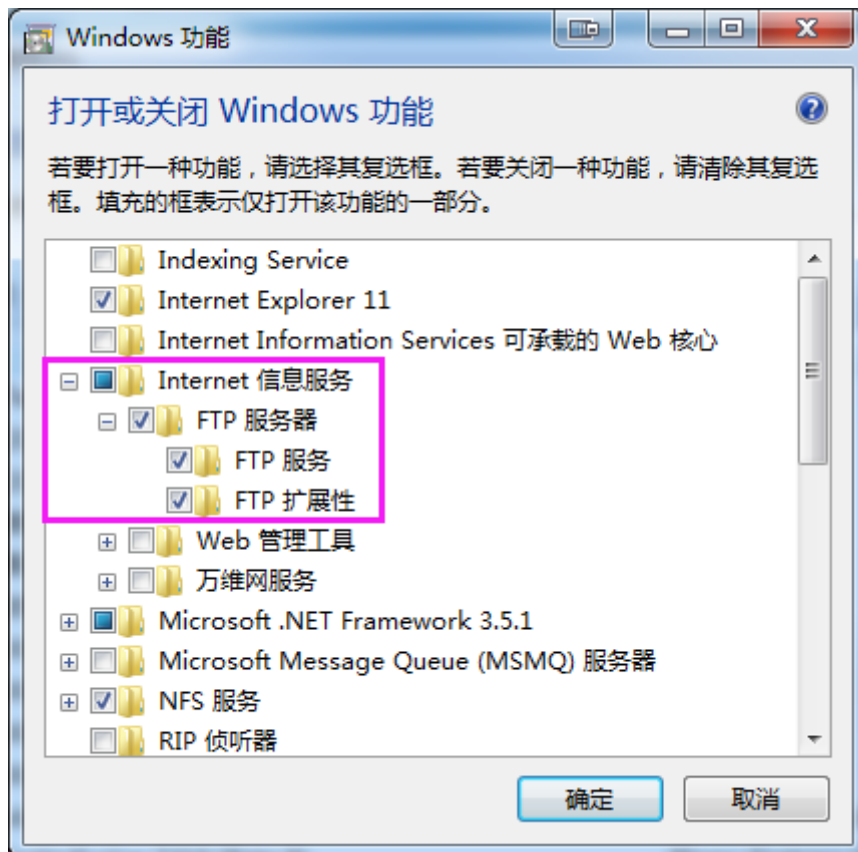 Windows 功能
打开或关闭 Windows 功能
若要打开一种功能，请选择其复选框。若要关闭一种功能，请清除其复选
框。填充的框表示仅打开该功能的一部分。
Indexing Service
Internet Explorer 11
Internet Information Services 可承载的 Web 核心
Internet 信息服务
FTP 服务器
FTP 服务
FTP 扩展性
Web 管理工具
万维网服务
Microsoft .NET Framework 3.5.1
Microsoft Message Queue (MSMQ) 服务器
NFS 服务
RIP 侦听器
确定 取消